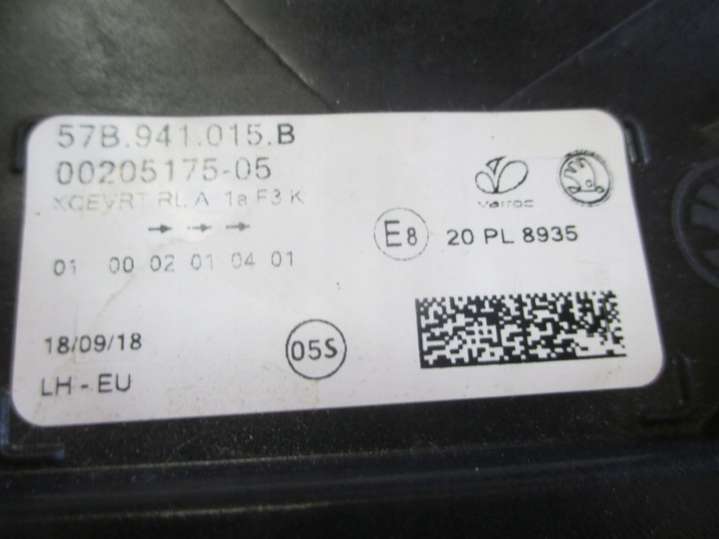 57B.941.015.B
00205175-05
XCEVRT RL A 1a F3 K
→ → →
01 00 02 01 04 01
18/09/18
LH - EU
05S
varroc
E8 20 PL 8935